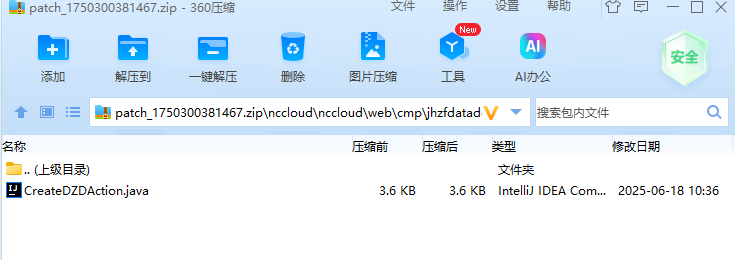 patch_1750300381467.zip - 360压缩 文件 操作 设置 帮助
New
添加 解压到 一键解压 删除 图片压缩 工具 AI办公 安全
patch_1750300381467.zip\nccloud\nccloud\web\cmp\jhzfdatad 搜索包内文件
名称 压缩前 压缩后 类型 修改日期
.. (上级目录) 文件夹
CreateDZDAction.java 3.6 KB 3.6 KB IntelliJ IDEA Com... 2025-06-18 10:36